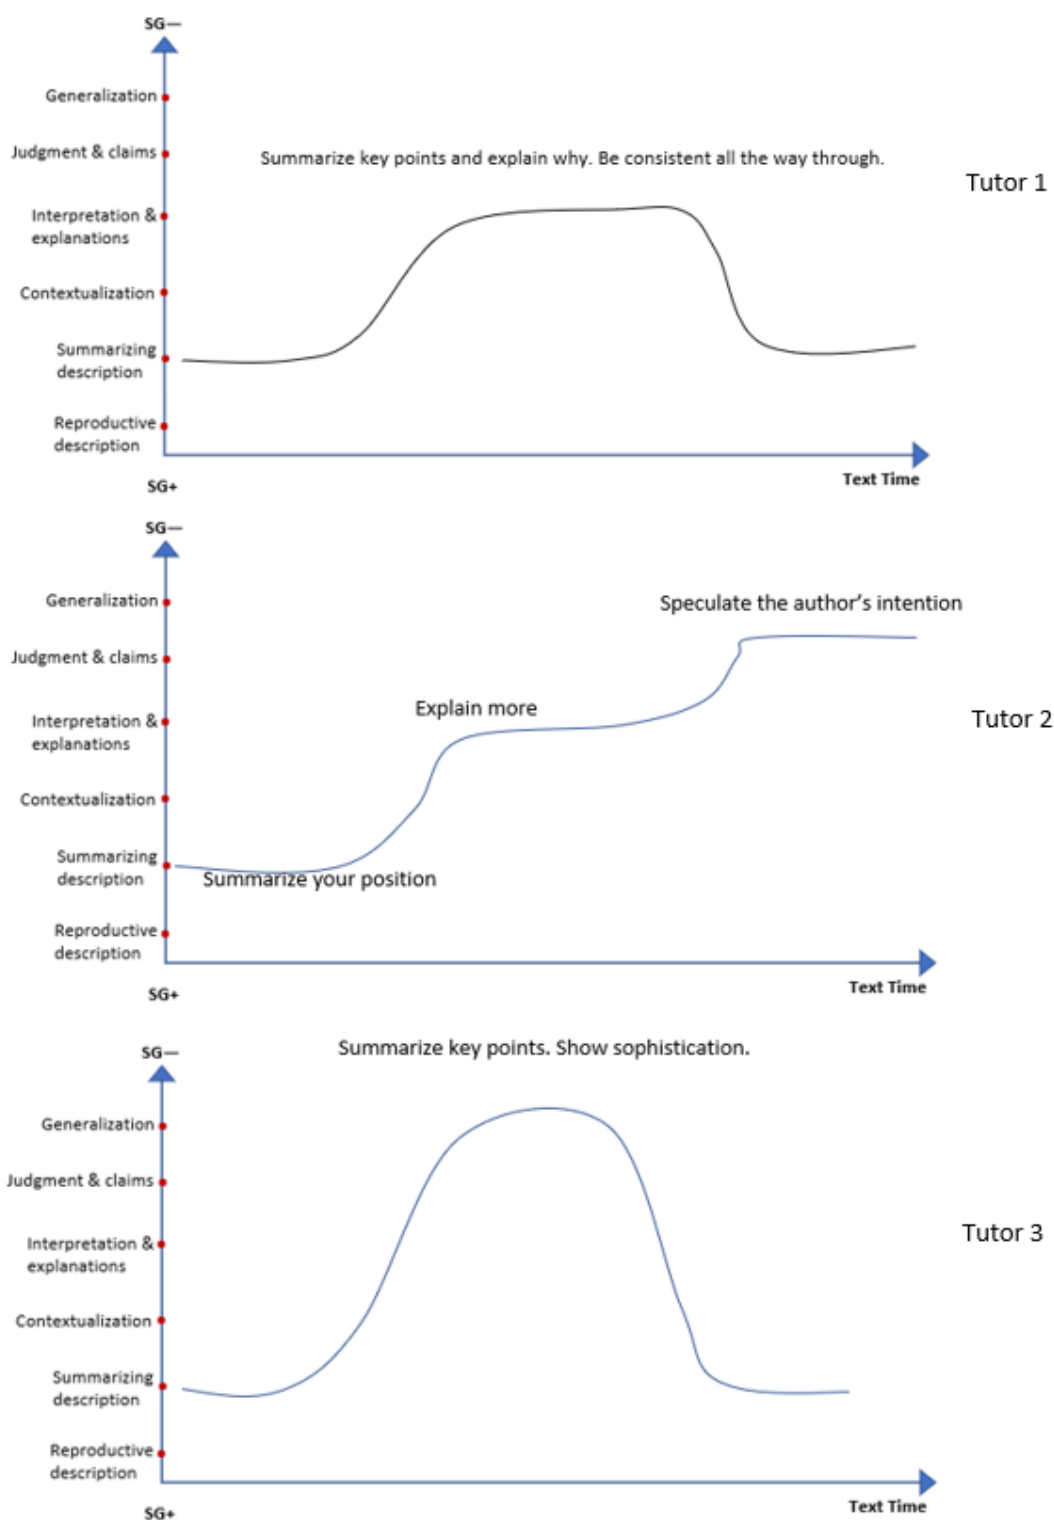 SG—
Generalization
Judgment & claims
Summarize key points and explain why. Be consistent all the way through.
Tutor 1
Interpretation &
explanations
Contextualization
Summarizing
description
Reproductive
description
Text Time
SG+
SG—
Generalization
Speculate the author's intention
Judgment & claims
Explain more
Interpretation &
explanations
Tutor 2
Contextualization
Summarizing
description
Summarize your position
Reproductive
description
Text Time
SG+
Summarize key points. Show sophistication.
SG—
Generalization
Judgment & claims
Interpretation &
explanations
Tutor 3
Contextualization
Summarizing
description
Reproductive
description
Text Time
SG+